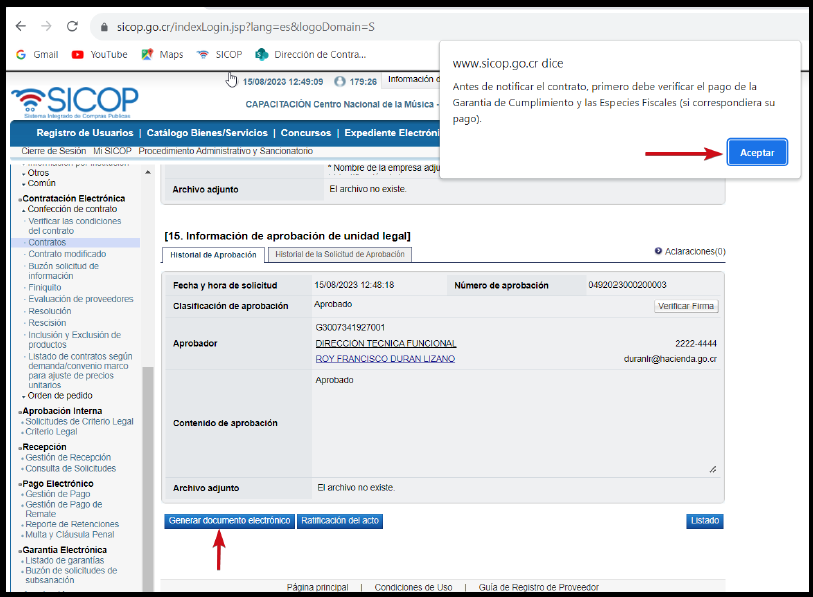 sicop.go.cr/indexLogin.jsp?lang=es&logoDomain=S
Gmail YouTube Maps SICOP Dirección de Contra...
www.sicop.go.cr dice
Antes de notificar el contrato, primero debe verificar el pago de la
Garantia de Cumplimiento y las Especies Fiscales (si correspondiera su
pago).
Aceptar
SICOP
Sistema Integrado de Compras Públicas
15/08/2023 12:49:09 179:26 Información d
CAPACITACIÓN Centro Nacional de la Música -
Registro de Usuarios | Catálogo Bienes/Servicios | Concursos | Expediente Electróni
Cierre de Sesión Mi SICOP Procedimiento Administrativo y Sancionatorio
Otros
Común
Contratación Electrónica
Confección de contrato
Verificar las condiciones
del contrato
Contratos
Contrato modificado
Buzón solicitud de
información
Finiquito
Evaluación de proveedores
Resolución
Rescisión
Inclusión y Exclusión de
productos
Listado de contratos según
demanda/convenio marco
para ajuste de precios
unitarios
Orden de pedido
Aprobación Interna
Solicitudes de Criterio Legal
Criterio Legal
Recepción
Gestión de Recepción
Consulta de Solicitudes
Pago Electrónico
Gestión de Pago
Gestión de Pago de
Remate
Reporte de Retenciones
Multa y Cláusula Penal
Garantía Electrónica
Listado de garantías
Buzón de solicitudes de
subsanación
* Nombre de la empresa adju
Archivo adjunto El archivo no existe.
[15. Información de aprobación de unidad legal]
Historial de Aprobación Historial de la Solicitud de Aprobación Aclaraciones(0)
Fecha y hora de solicitud 15/08/2023 12:48:18 Número de aprobación 0492023000200003
Clasificación de aprobación Aprobado Verificar Firma
Aprobador G3007341927001
DIRECCION TECNICA FUNCIONAL 2222-4444
ROY FRANCISCO DURAN LIZANO duranlr@hacienda.go.cr
Contenido de aprobación Aprobado
Archivo adjunto El archivo no existe.
Generar documento electrónico Ratificación del acto Listado
Página principal | Condiciones de Uso | Guía de Registro de Proveedor